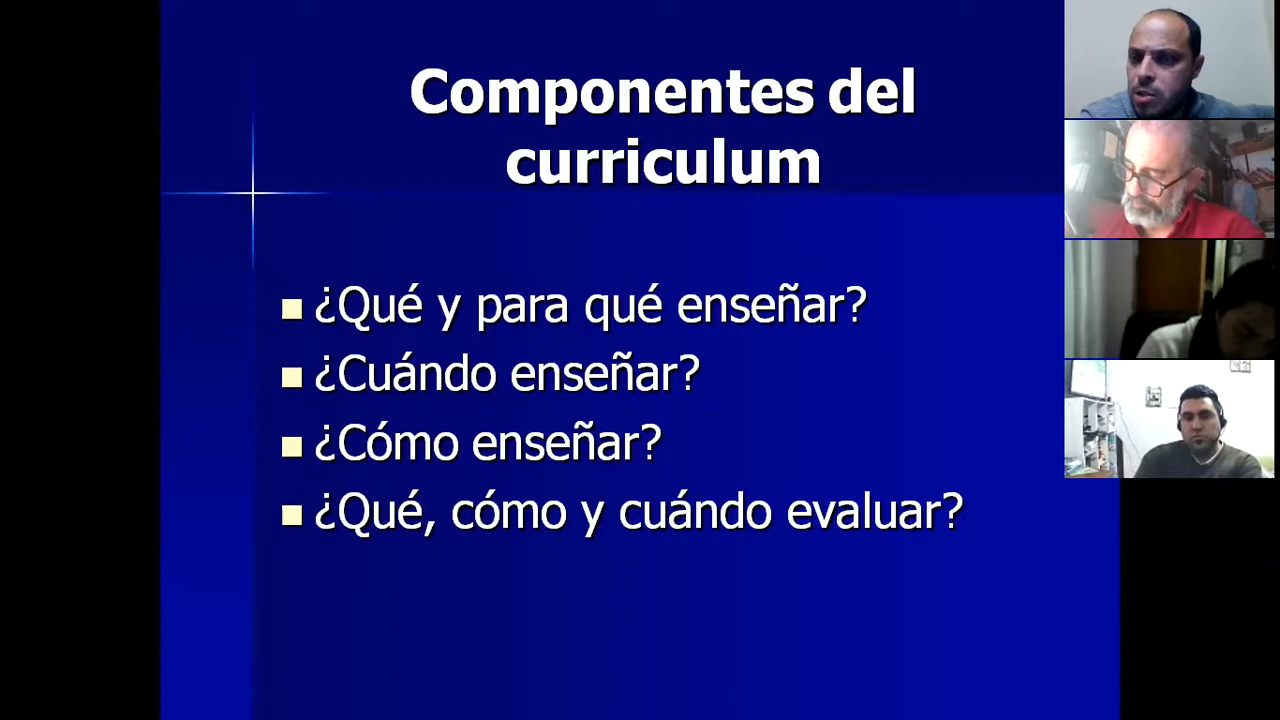 Componentes del
curriculum
¿Qué y para qué enseñar?
¿Cuándo enseñar?
¿Cómo enseñar?
¿Qué, cómo y cuándo evaluar?